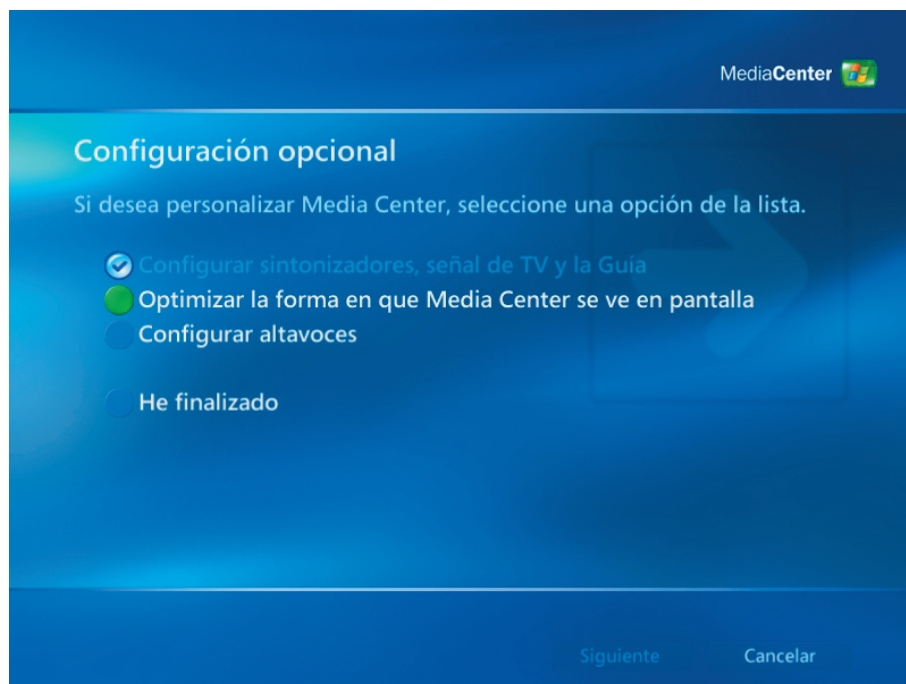 MediaCenter
Configuración opcional
Si desea personalizar Media Center, seleccione una opción de la lista.
Configurar sintonizadores, señal de TV y la Guía
Optimizar la forma en que Media Center se ve en pantalla
Configurar altavoces
He finalizado
Siguiente
Cancelar